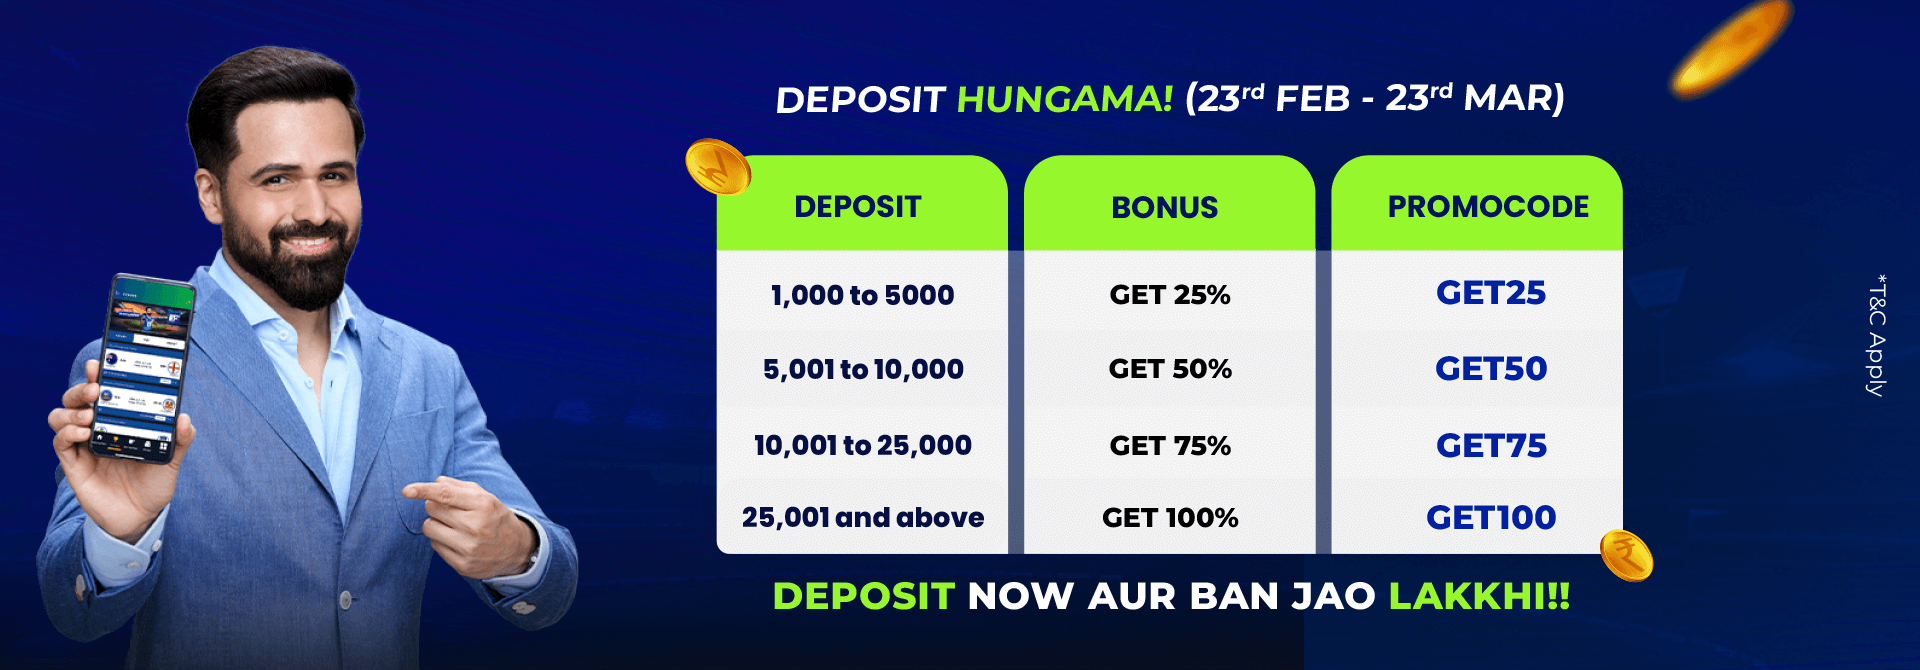 DEPOSIT HUNGAMA! (23rd FEB - 23rd MAR)
DEPOSIT BONUS PROMOCODE
1,000 to 5000 GET 25% GET25
5,001 to 10,000 GET 50% GET50
10,001 to 25,000 GET 75% GET75
25,001 and above GET 100% GET100
DEPOSIT NOW AUR BAN JAO LAKKHI!!
*T&C Apply